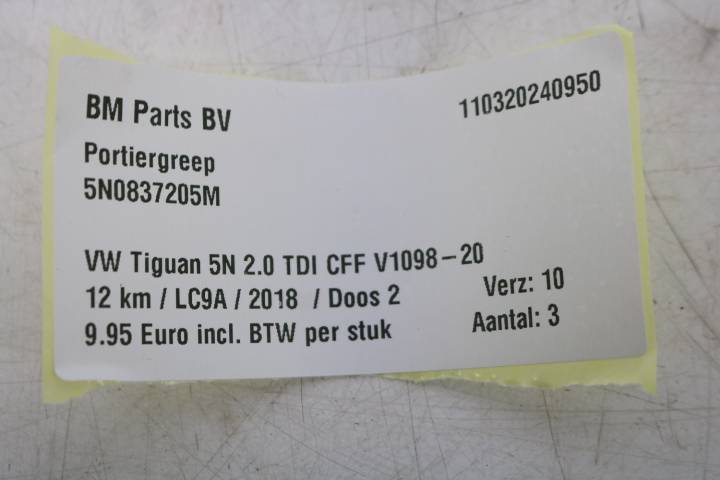 BM Parts BV
110320240950
Portiergreep
5N0837205M
VW Tiguan 5N 2.0 TDI CFF V1098-20
12 km / LC9A / 2018 / Doos 2
Verz: 10
9.95 Euro incl. BTW per stuk
Aantal: 3